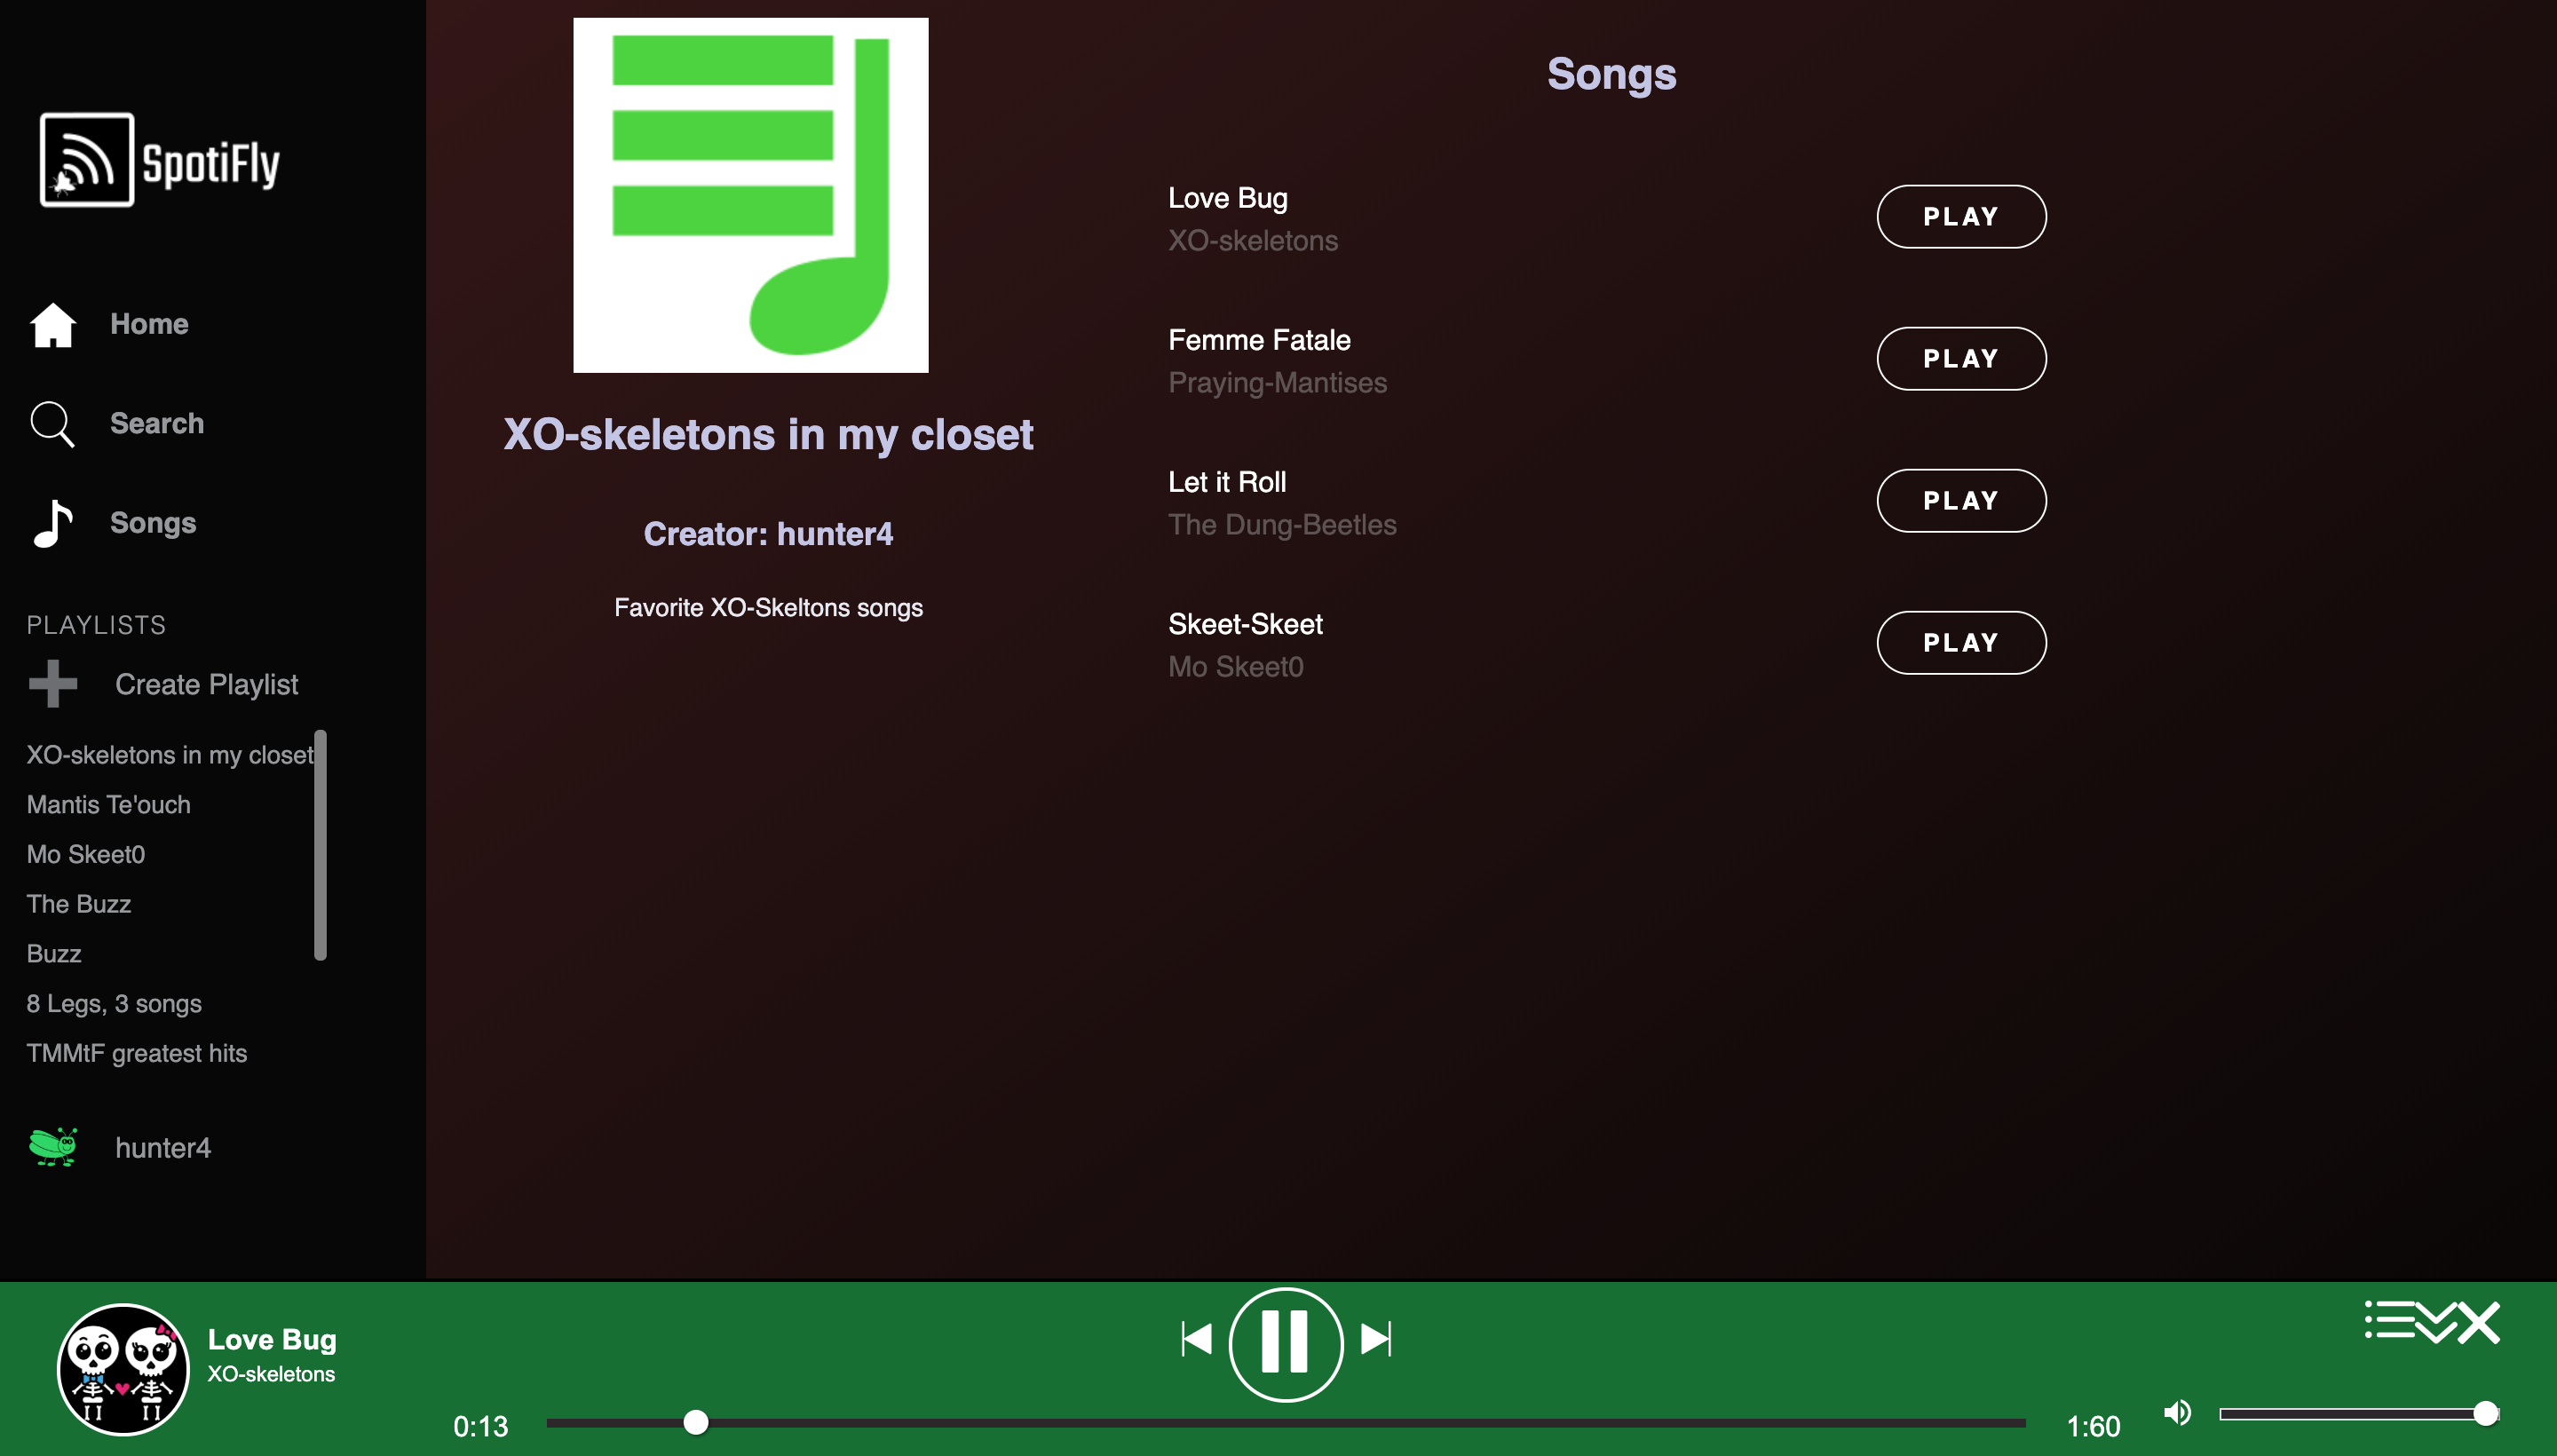 SpotiFly
Home
Search
Songs
PLAYLISTS
Create Playlist
XO-skeletons in my closet
Mantis Te'ouch
Mo Skeet0
The Buzz
Buzz
8 Legs, 3 songs
TMMtF greatest hits
hunter4
XO-skeletons in my closet
Creator: hunter4
Favorite XO-Skeltons songs
Songs
Love Bug
XO-skeletons
PLAY
Femme Fatale
Praying-Mantises
PLAY
Let it Roll
The Dung-Beetles
PLAY
Skeet-Skeet
Mo Skeet0
PLAY
Love Bug
XO-skeletons
0:13
1:60